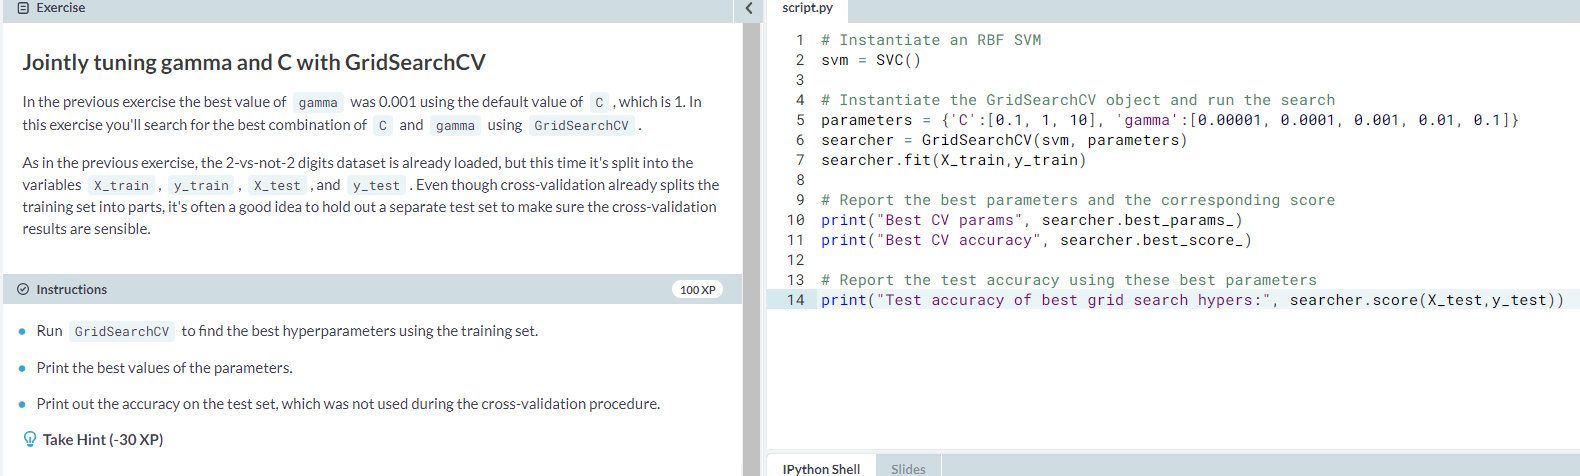 Exercise
Jointly tuning gamma and C with GridSearchCV
In the previous exercise the best value of gamma was 0.001 using the default value of C , which is 1. In
this exercise you'll search for the best combination of C and gamma using GridSearchCV .
As in the previous exercise, the 2-vs-not-2 digits dataset is already loaded, but this time it's split into the
variables X_train , y_train , X_test , and y_test . Even though cross-validation already splits the
training set into parts, it's often a good idea to hold out a separate test set to make sure the cross-validation
results are sensible.
Instructions
100 XP
Run GridSearchCV to find the best hyperparameters using the training set.
Print the best values of the parameters.
Print out the accuracy on the test set, which was not used during the cross-validation procedure.
Take Hint (-30 XP)
script.py
1 # Instantiate an RBF SVM
2 svm = SVC()
3
4 # Instantiate the GridSearchCV object and run the search
5 parameters = {'C':[0.1, 1, 10], 'gamma':[0.00001, 0.0001, 0.001, 0.01, 0.1]}
6 searcher = GridSearchCV(svm, parameters)
7 searcher.fit(X_train,y_train)
8
9 # Report the best parameters and the corresponding score
10 print("Best CV params", searcher.best_params_)
11 print("Best CV accuracy", searcher.best_score_)
12
13 # Report the test accuracy using these best parameters
14 print("Test accuracy of best grid search hypers:", searcher.score(X_test,y_test))
IPython Shell
Slides